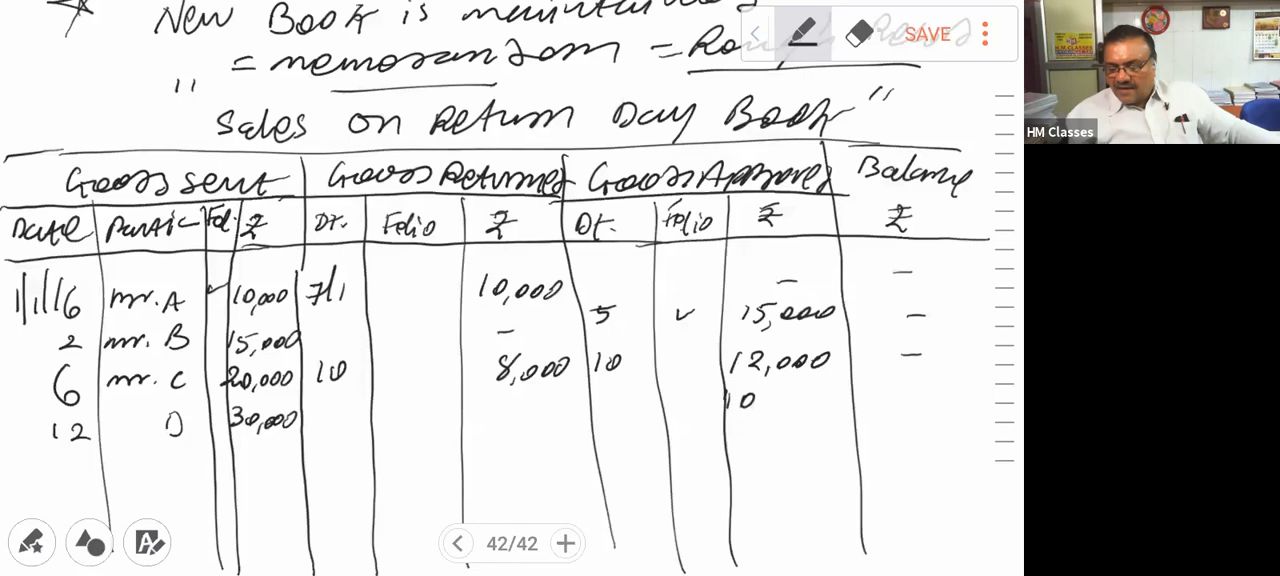 New Book is maintained
= memorandom = Rough
" Sales on Return Day Book "
SAVE
HM Classes
Goods Sent Goods Returned Goods Approved Balance
Date Partic Fol. ₹ Dt. Folio ₹ Dt. Folio ₹ ₹
1/1/16 mr. A ✓ 10,000 7/1 10,000 - -
2 mr. B 15,000 - 5 ✓ 15,000 -
6 mr. C 20,000 10 8,000 10 12,000 -
12 D 30,000 10
42/42